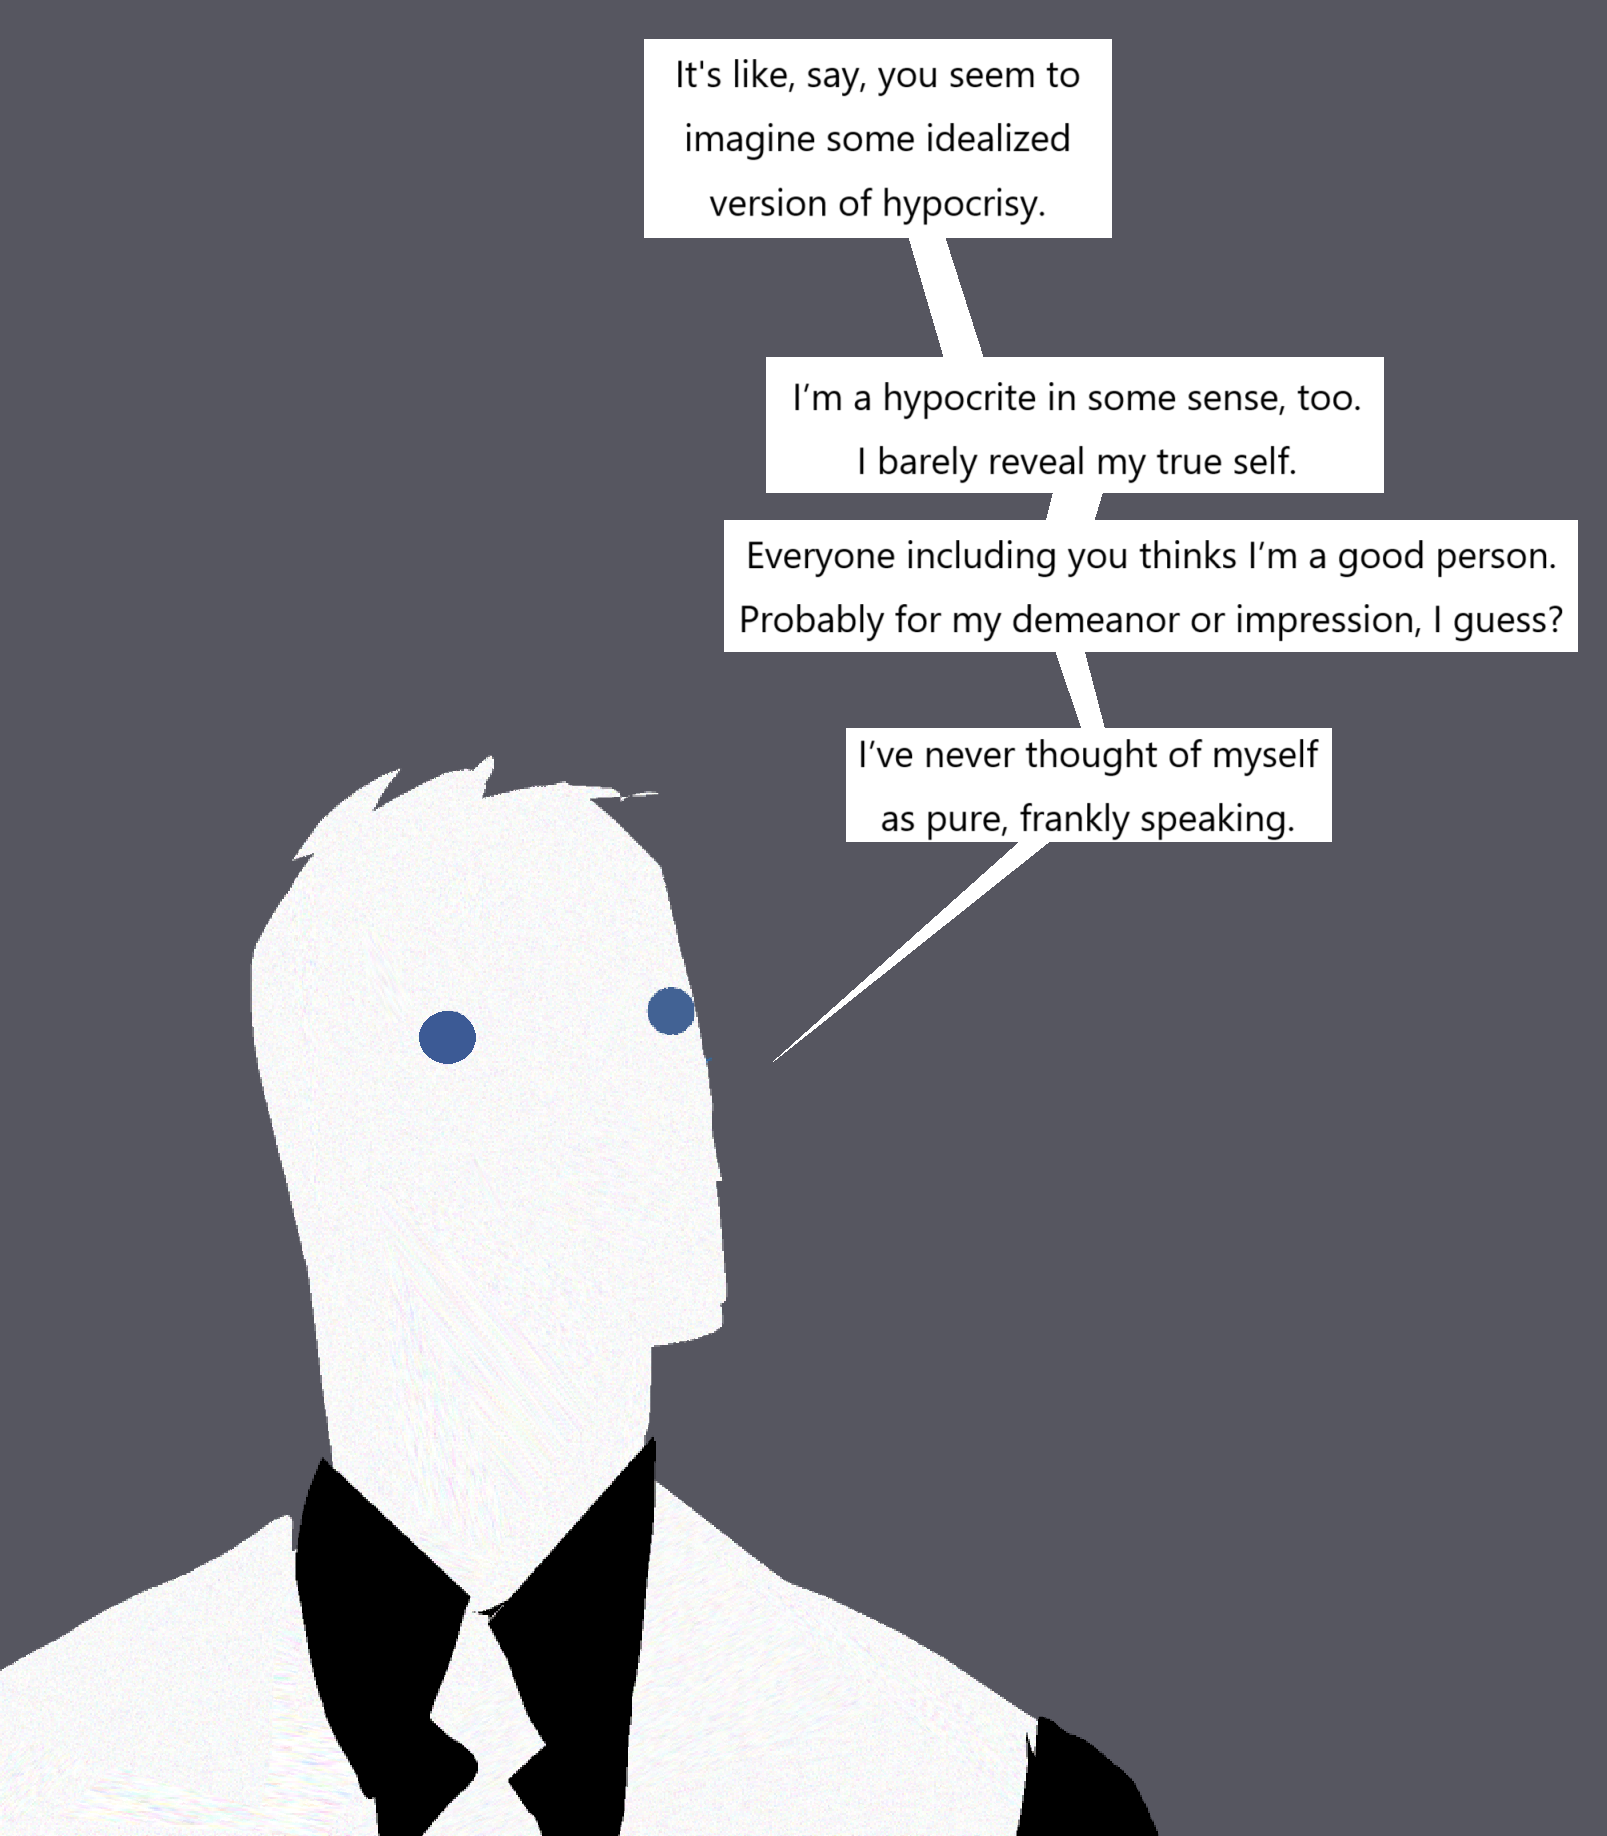 It's like, say, you seem to
imagine some idealized
version of hypocrisy.
I’m a hypocrite in some sense, too.
I barely reveal my true self.
Everyone including you thinks I’m a good person.
Probably for my demeanor or impression, I guess?
I’ve never thought of myself
as pure, frankly speaking.